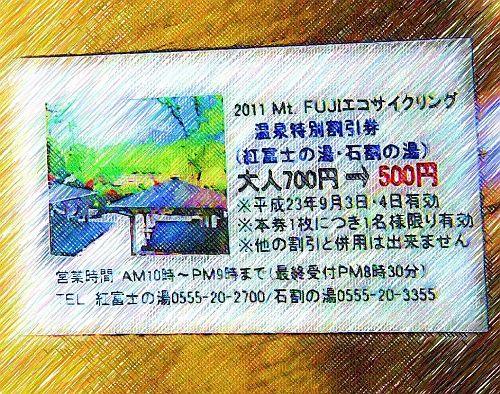 2011 Mt. FUJIエコサイクリング
温泉特別割引券
(紅富士の湯・石割の湯)
大人700円 ⇒ 500円
※平成23年9月3日・4日有効
※本券1枚につき1名様限り有効
※他の割引と併用は出来ません
営業時間 AM10時～PM9時まで(最終受付PM8時30分)
TEL 紅富士の湯0555-20-2700/石割の湯0555-20-3355